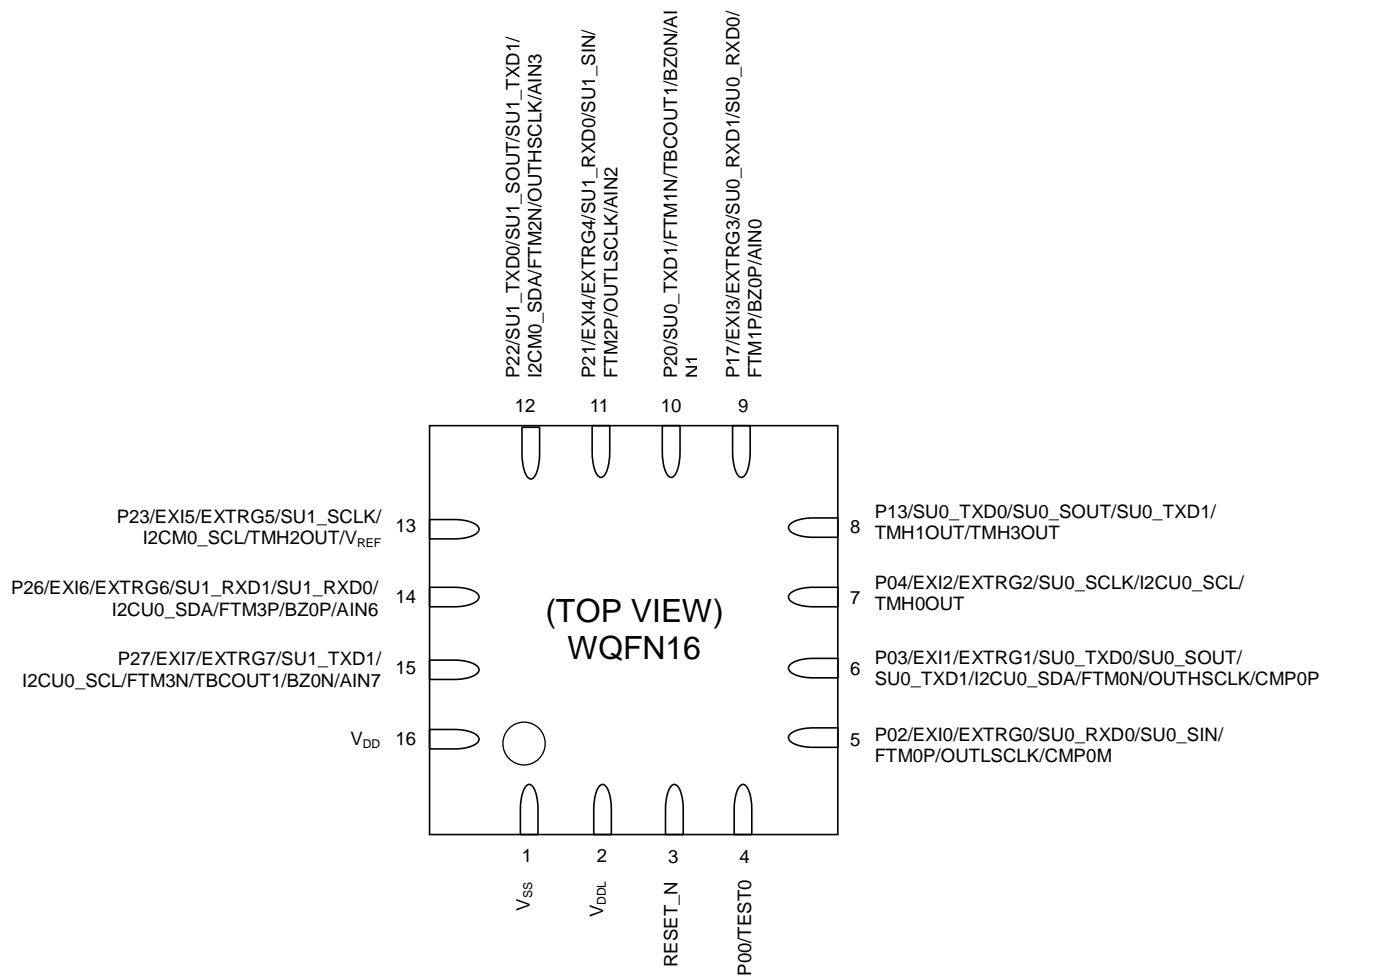 P22/SU1_TXD0/SU1_SOUT/SU1_TXD1/
I2CM0_SDA/FTM2N/OUTHSCLK/AIN3
P21/EXI4/EXTRG4/SU1_RXD0/SU1_SIN/
FTM2P/OUTLSCLK/AIN2
P20/SU0_TXD1/FTM1N/TBCOUT1/BZ0N/AI
N1
P17/EXI3/EXTRG3/SU0_RXD1/SU0_RXD0/
FTM1P/BZ0P/AIN0
12 11 10 9
P23/EXI5/EXTRG5/SU1_SCLK/
I2CM0_SCL/TMH2OUT/VREF
13
P26/EXI6/EXTRG6/SU1_RXD1/SU1_RXD0/
I2CU0_SDA/FTM3P/BZ0P/AIN6
14
P27/EXI7/EXTRG7/SU1_TXD1/
I2CU0_SCL/FTM3N/TBCOUT1/BZ0N/AIN7
15
VDD 16
(TOP VIEW)
WQFN16
8
P13/SU0_TXD0/SU0_SOUT/SU0_TXD1/
TMH1OUT/TMH3OUT
7
P04/EXI2/EXTRG2/SU0_SCLK/I2CU0_SCL/
TMH0OUT
6
P03/EXI1/EXTRG1/SU0_TXD0/SU0_SOUT/
SU0_TXD1/I2CU0_SDA/FTM0N/OUTHSCLK/CMP0P
5
P02/EXI0/EXTRG0/SU0_RXD0/SU0_SIN/
FTM0P/OUTLSCLK/CMP0M
1 2 3 4
VSS
VDDL
RESET_N
P00/TEST0